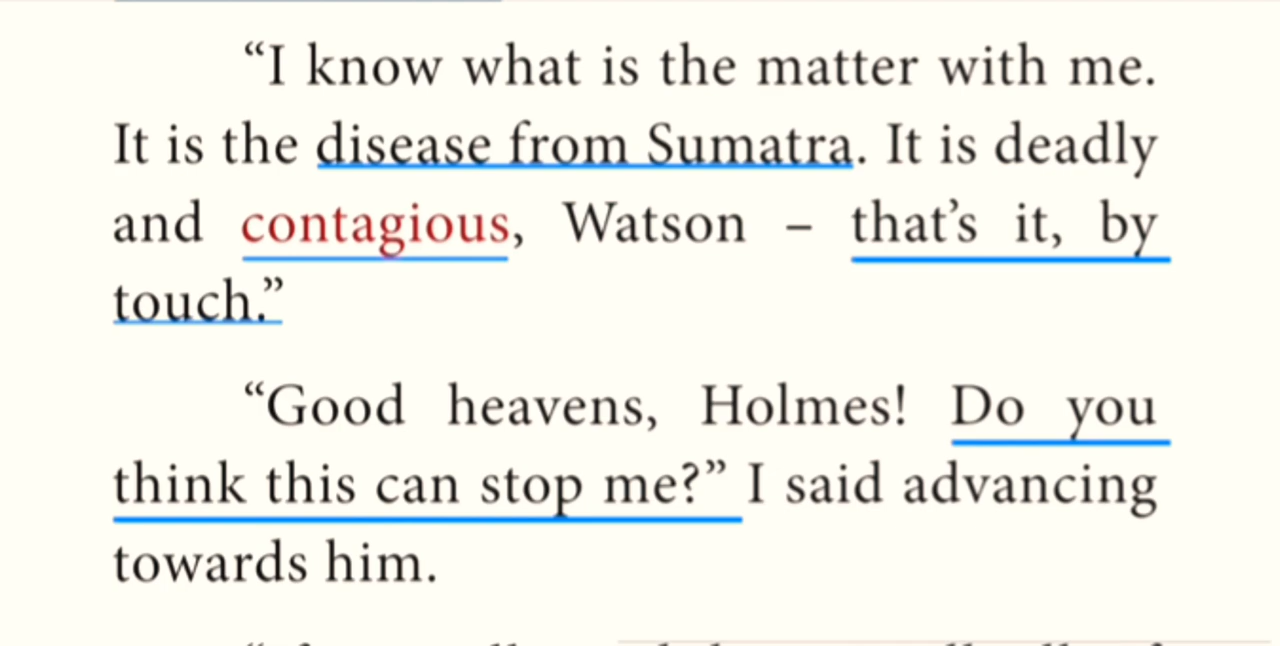 “I know what is the matter with me.
It is the disease from Sumatra. It is deadly
and contagious, Watson – that’s it, by
touch.”
“Good heavens, Holmes! Do you
think this can stop me?” I said advancing
towards him.